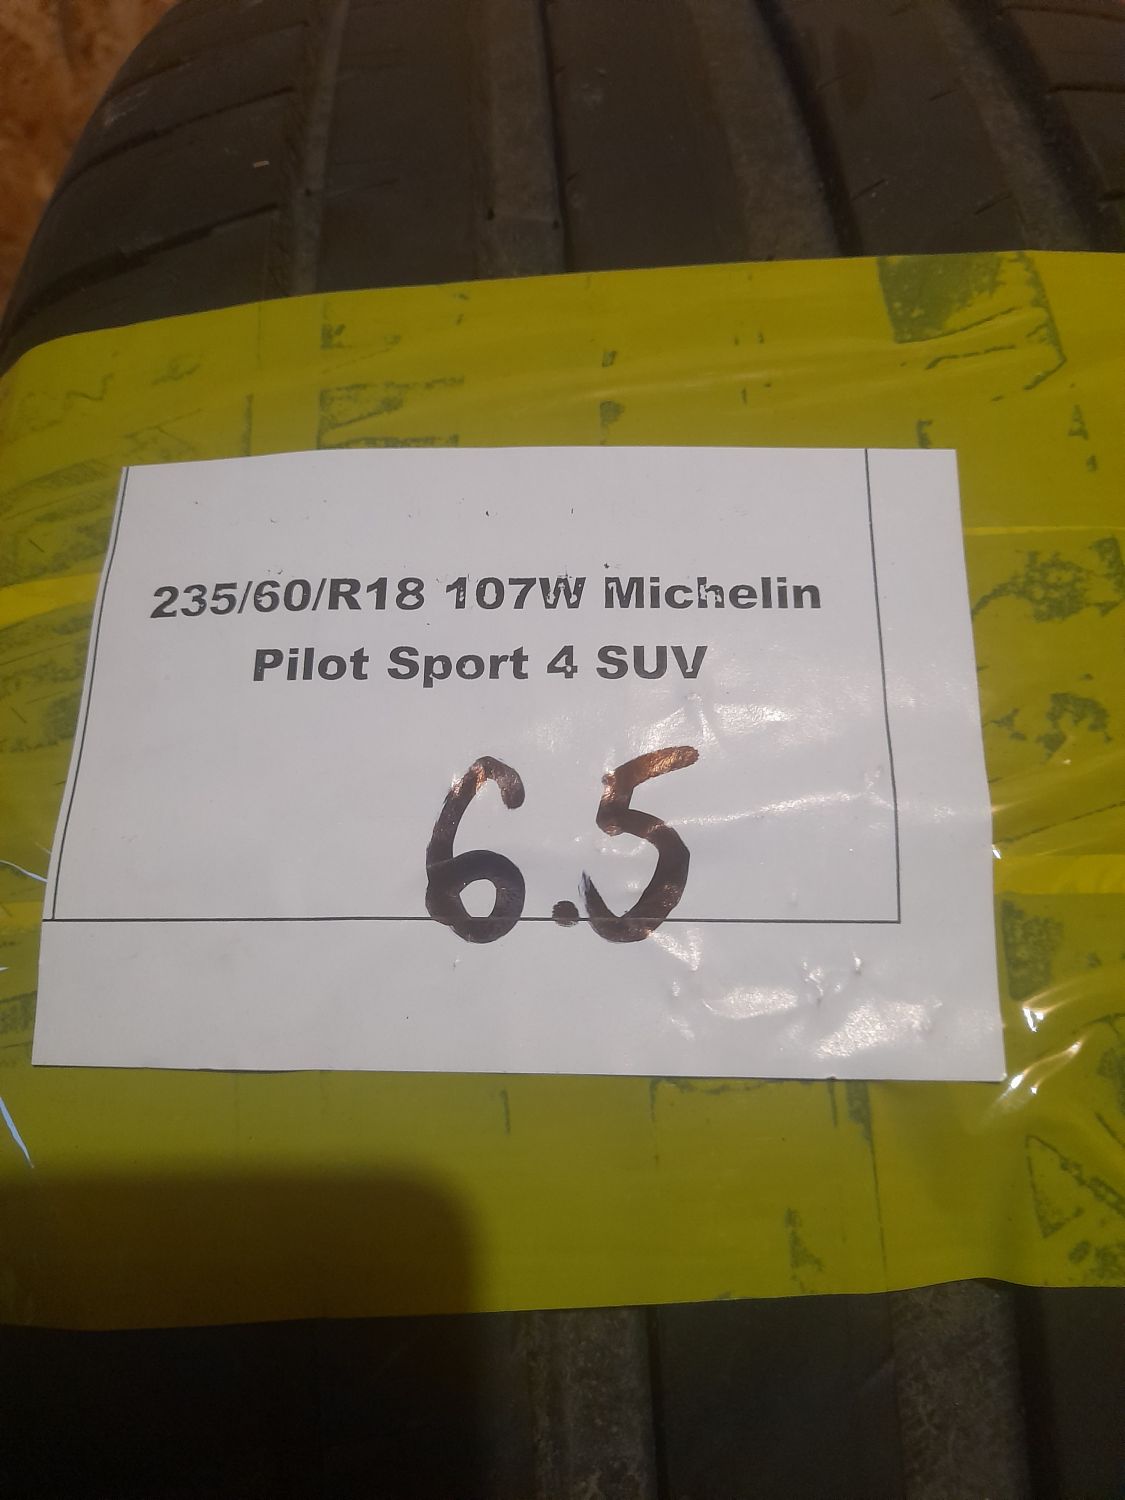 235/60/R18 107W Michelin
Pilot Sport 4 SUV
6.5